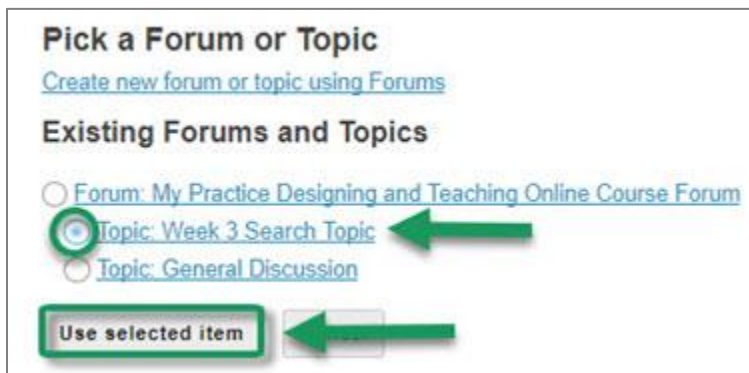 Pick a Forum or Topic
Create new forum or topic using Forums
Existing Forums and Topics
Forum: My Practice Designing and Teaching Online Course Forum
Topic: Week 3 Search Topic
Topic: General Discussion
Use selected item